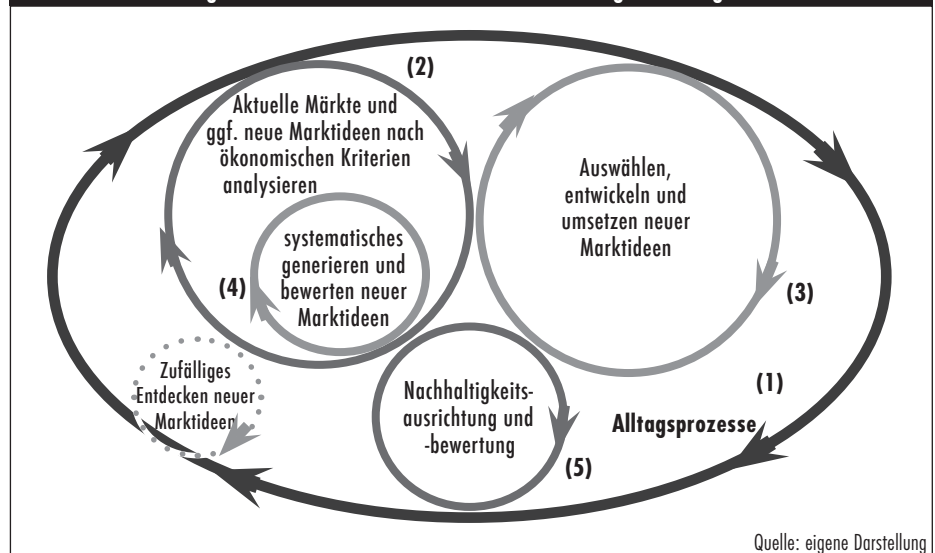 (2)
Aktuelle Märkte und
ggf. neue Marktideen nach
ökonomischen Kriterien
analysieren
systematisches
generieren und
bewerten neuer
Marktideen
(4)
Auswählen,
entwickeln und
umsetzen neuer
Marktideen
(3)
Zufälliges
Entdecken neuer
Marktideen
Nachhaltigkeits-
ausrichtung und
-bewertung
(5)
(1)
Alltagsprozesse
Quelle: eigene Darstellung